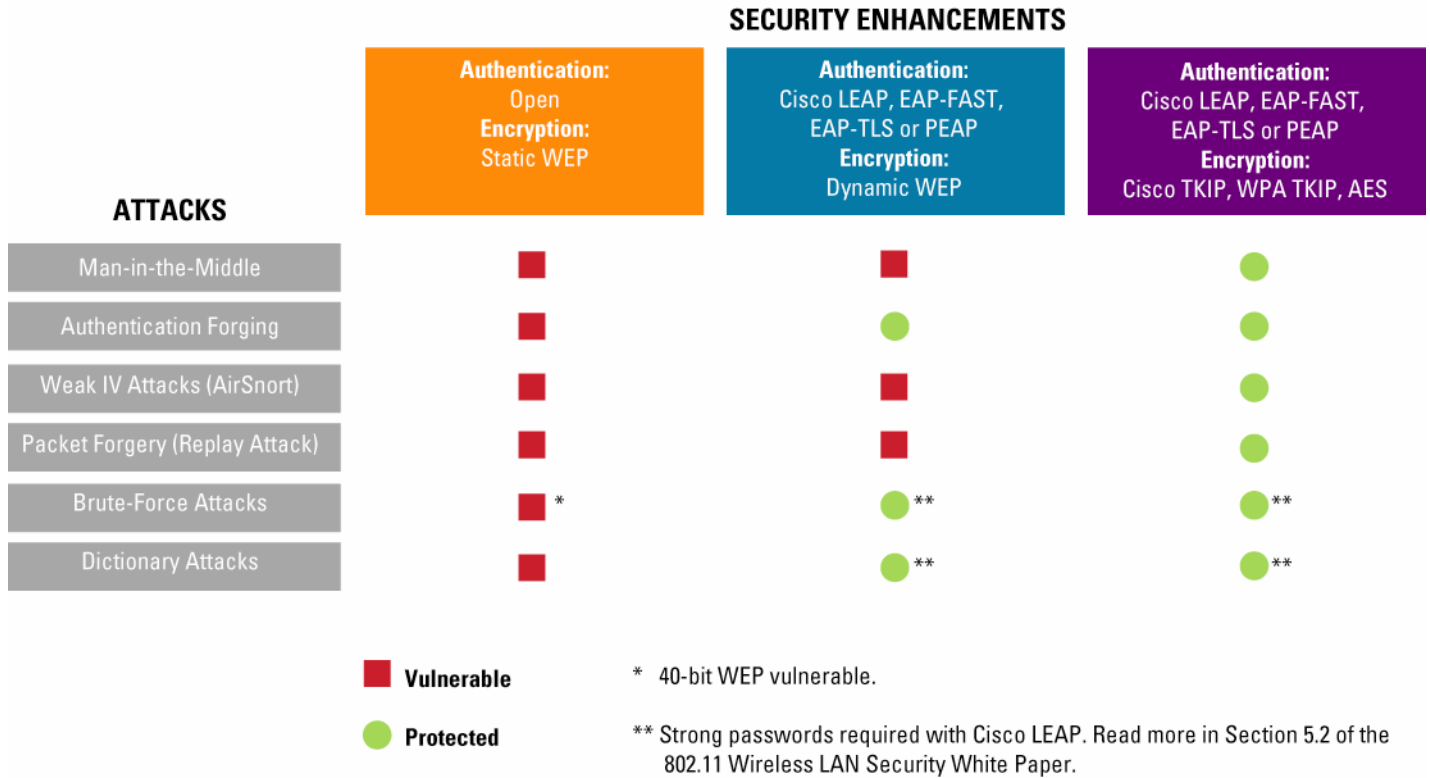 SECURITY ENHANCEMENTS
Authentication:
Open
Encryption:
Static WEP
Authentication:
Cisco LEAP, EAP-FAST,
EAP-TLS or PEAP
Encryption:
Dynamic WEP
Authentication:
Cisco LEAP, EAP-FAST,
EAP-TLS or PEAP
Encryption:
Cisco TKIP, WPA TKIP, AES
ATTACKS
Man-in-the-Middle
Authentication Forging
Weak IV Attacks (AirSnort)
Packet Forgery (Replay Attack)
Brute-Force Attacks * ** **
Dictionary Attacks ** **
Vulnerable
* 40-bit WEP vulnerable.
Protected
** Strong passwords required with Cisco LEAP. Read more in Section 5.2 of the
802.11 Wireless LAN Security White Paper.